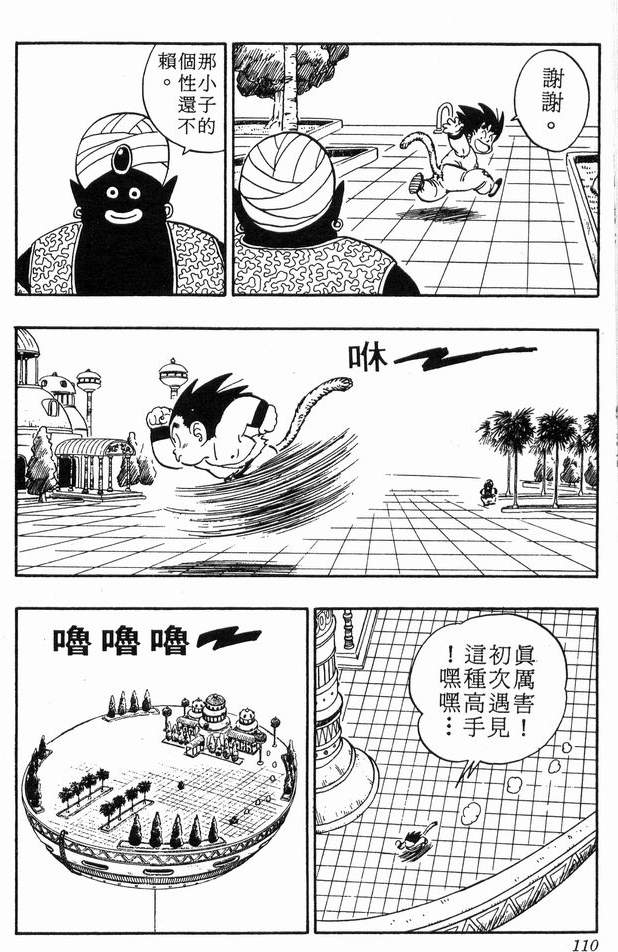 謝謝。
那小子的
個性還不
賴。
咻
眞厲害！
初次遇見
這種高手
！嘿嘿…
嚕嚕嚕
110